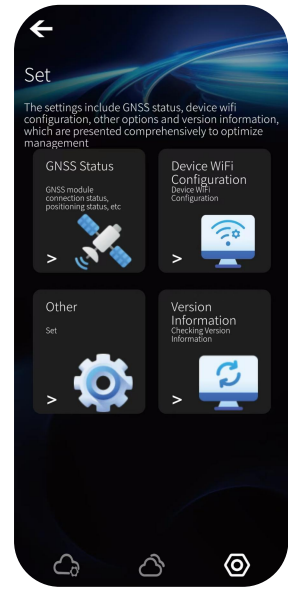 Set
The settings include GNSS status, device wifi
configuration, other options and version information,
which are presented comprehensively to optimize
management
GNSS Status
GNSS module
connection status,
positioning status, etc
>
Device WiFi
Configuration
Device WiFi
Configuration
>
Other
Set
>
Version
Information
Checking Version
Information
>